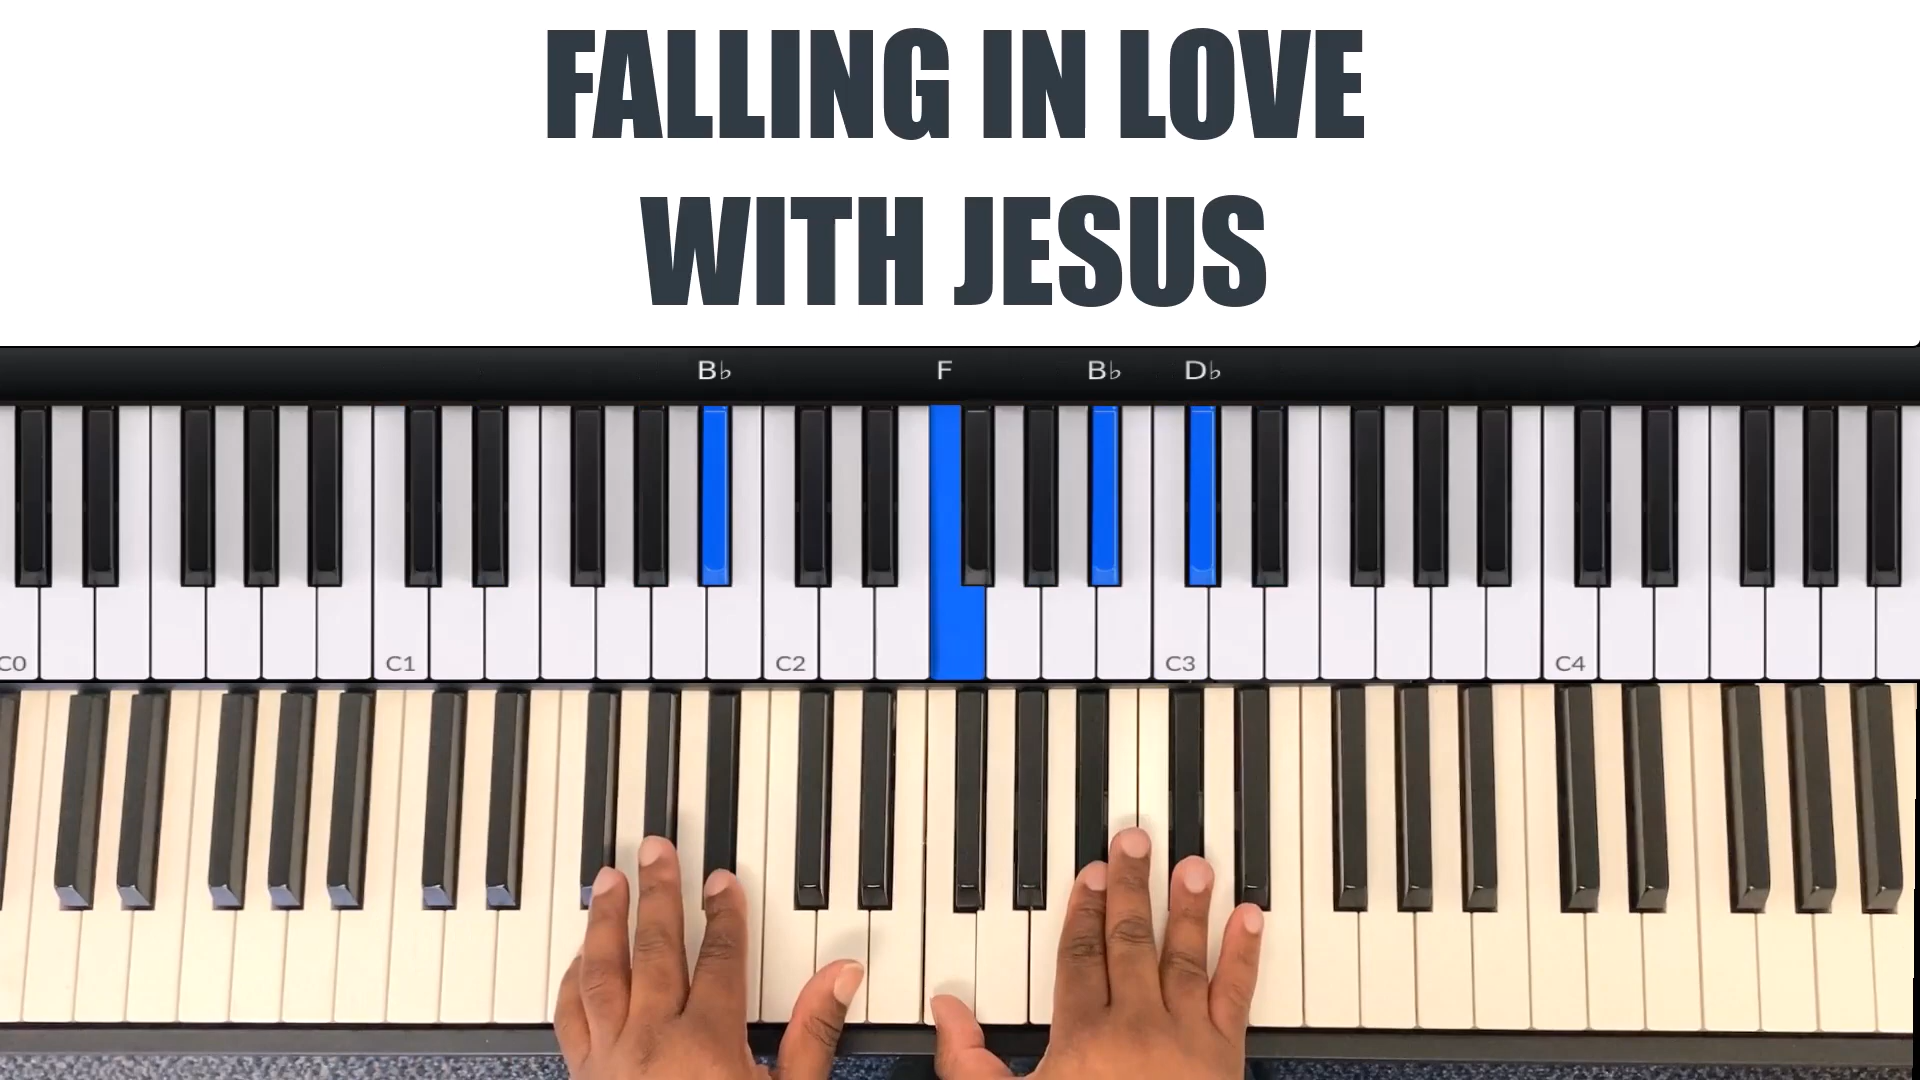 FALLING IN LOVE
WITH JESUS
B♭ F B♭ D♭
C0 C1 C2 C3 C4